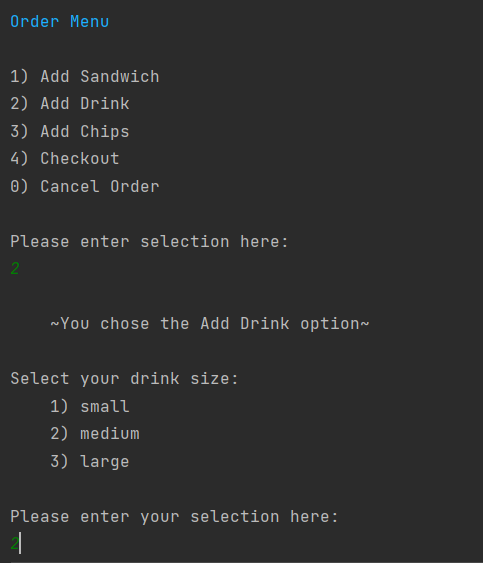 Order Menu
1) Add Sandwich
2) Add Drink
3) Add Chips
4) Checkout
0) Cancel Order
Please enter selection here:
2
~You chose the Add Drink option~
Select your drink size:
1) small
2) medium
3) large
Please enter your selection here:
2